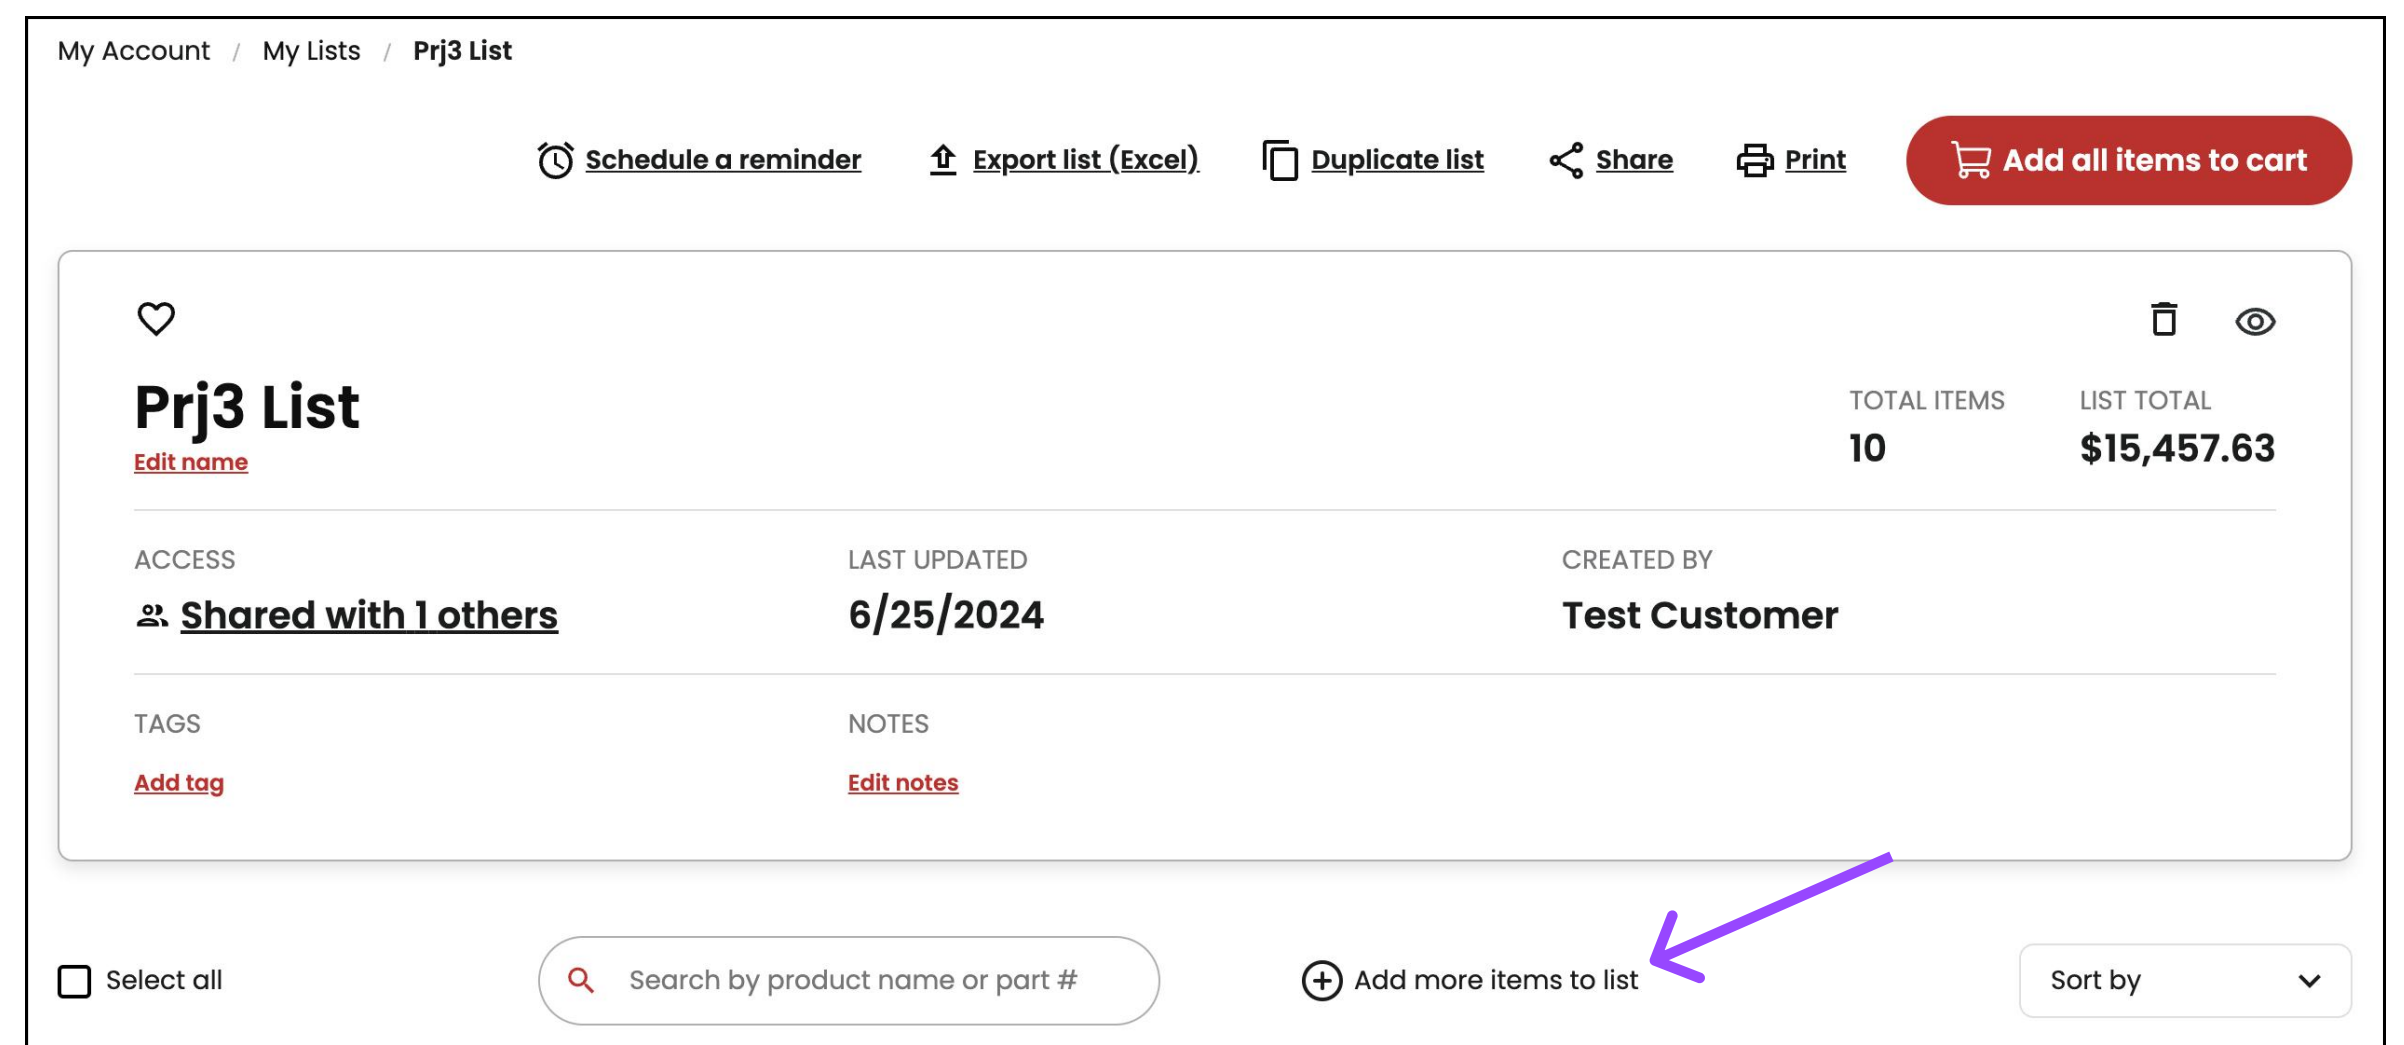 My Account / My Lists / Prj3 List
Schedule a reminder Export list (Excel) Duplicate list Share Print Add all items to cart
Prj3 List
Edit name
TOTAL ITEMS
10
LIST TOTAL
$15,457.63
ACCESS
Shared with 1 others
LAST UPDATED
6/25/2024
CREATED BY
Test Customer
TAGS
Add tag
NOTES
Edit notes
Select all
Search by product name or part #
Add more items to list
Sort by